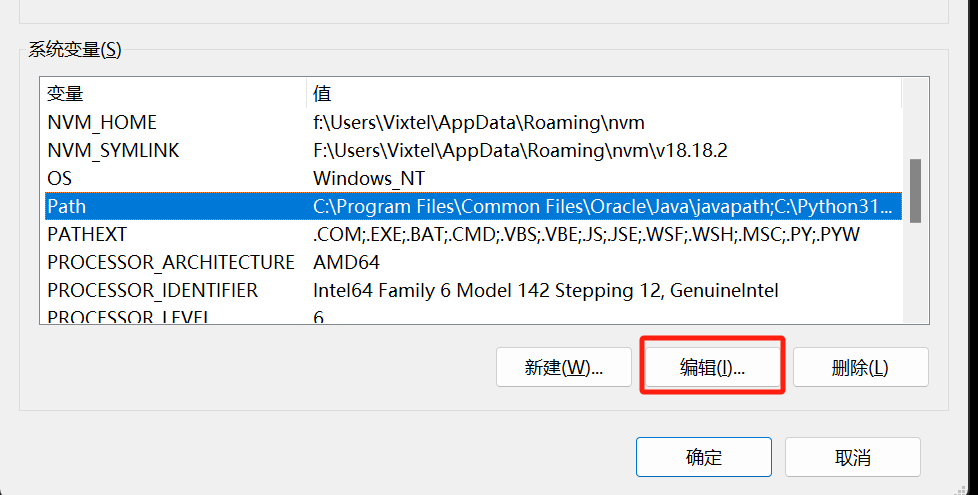 系统变量(S)
变量 值
NVM_HOME f:\Users\Vixtel\AppData\Roaming\nvm
NVM_SYMLINK F:\Users\Vixtel\AppData\Roaming\nvm\v18.18.2
OS Windows_NT
Path C:\Program Files\Common Files\Oracle\Java\javapath;C:\Python31...
PATHEXT .COM;.EXE;.BAT;.CMD;.VBS;.VBE;.JS;.JSE;.WSF;.WSH;.MSC;.PY;.PYW
PROCESSOR_ARCHITECTURE AMD64
PROCESSOR_IDENTIFIER Intel64 Family 6 Model 142 Stepping 12, GenuineIntel
PROCESSOR_LEVEL 6
新建(W)... 编辑(I)... 删除(L)
确定 取消